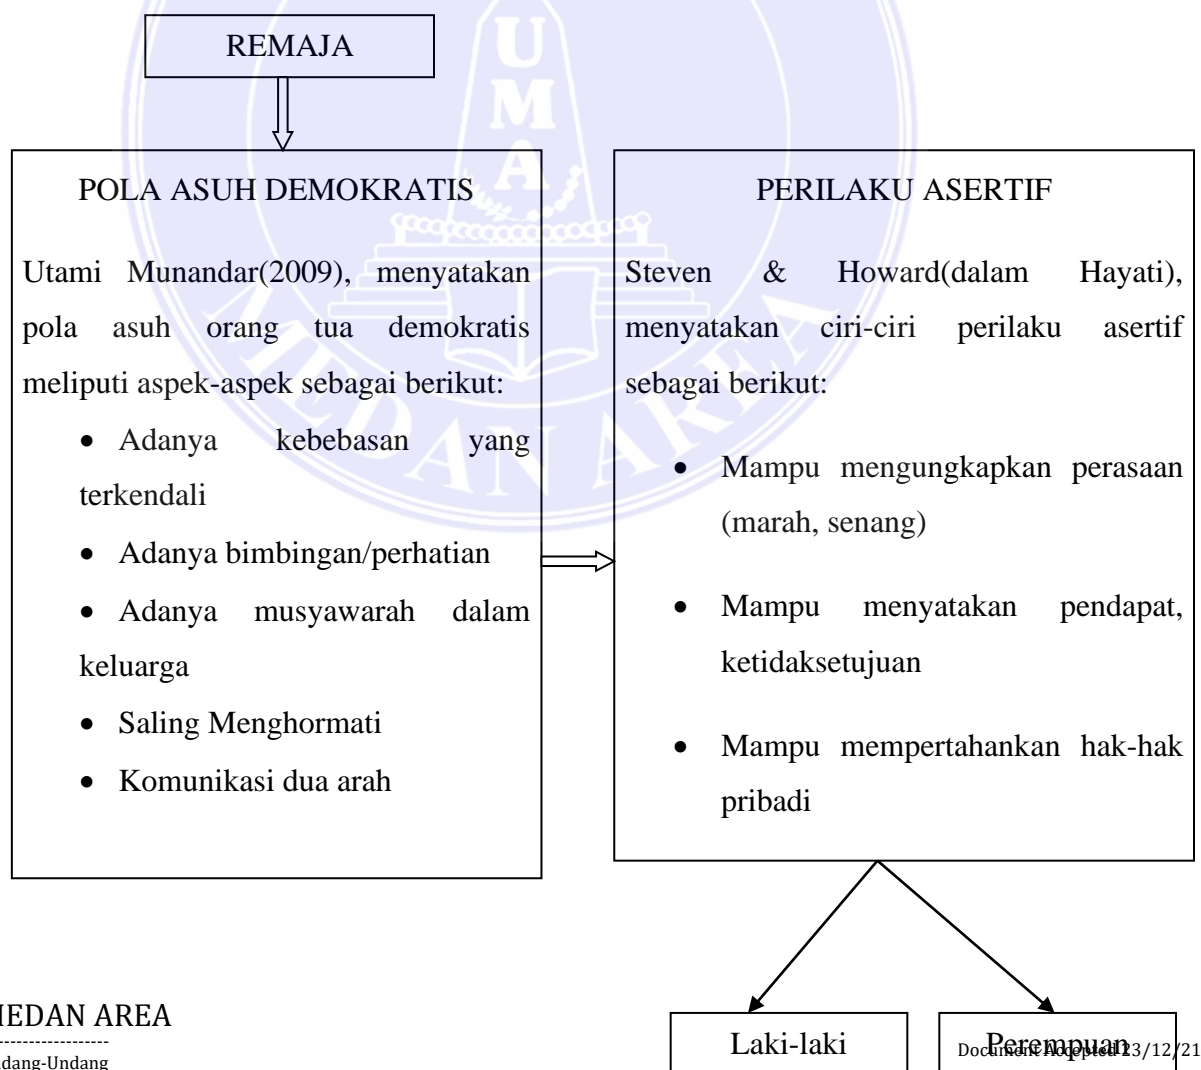 UMA
REMAJA
POLA ASUH DEMOKRATIS
Utami Munandar(2009), menyatakan
pola asuh orang tua demokratis
meliputi aspek-aspek sebagai berikut:
• Adanya kebebasan yang
terkendali
• Adanya bimbingan/perhatian
• Adanya musyawarah dalam
keluarga
• Saling Menghormati
• Komunikasi dua arah
PERILAKU ASERTIF
Steven & Howard(dalam Hayati),
menyatakan ciri-ciri perilaku asertif
sebagai berikut:
• Mampu mengungkapkan perasaan
(marah, senang)
• Mampu menyatakan pendapat,
ketidaksetujuan
• Mampu mempertahankan hak-hak
pribadi
MEDAN AREA
Laki-laki
Perempuan
MEDAN AREA
Document Accepted 23/12/21
dang-Undang